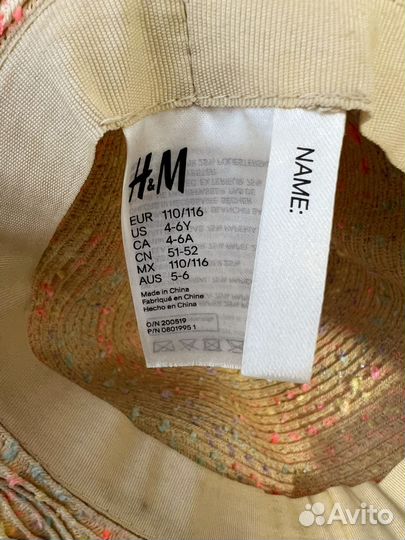 H&M
EUR 110/116
US 4-6Y
CA 4-6A
CN 51-52
MX 110/116
AUS 5-6
Made in China
Fabriqué en Chine
Hecho en China
O/N 200519
P/N 0801995 1
NAME:
Avito